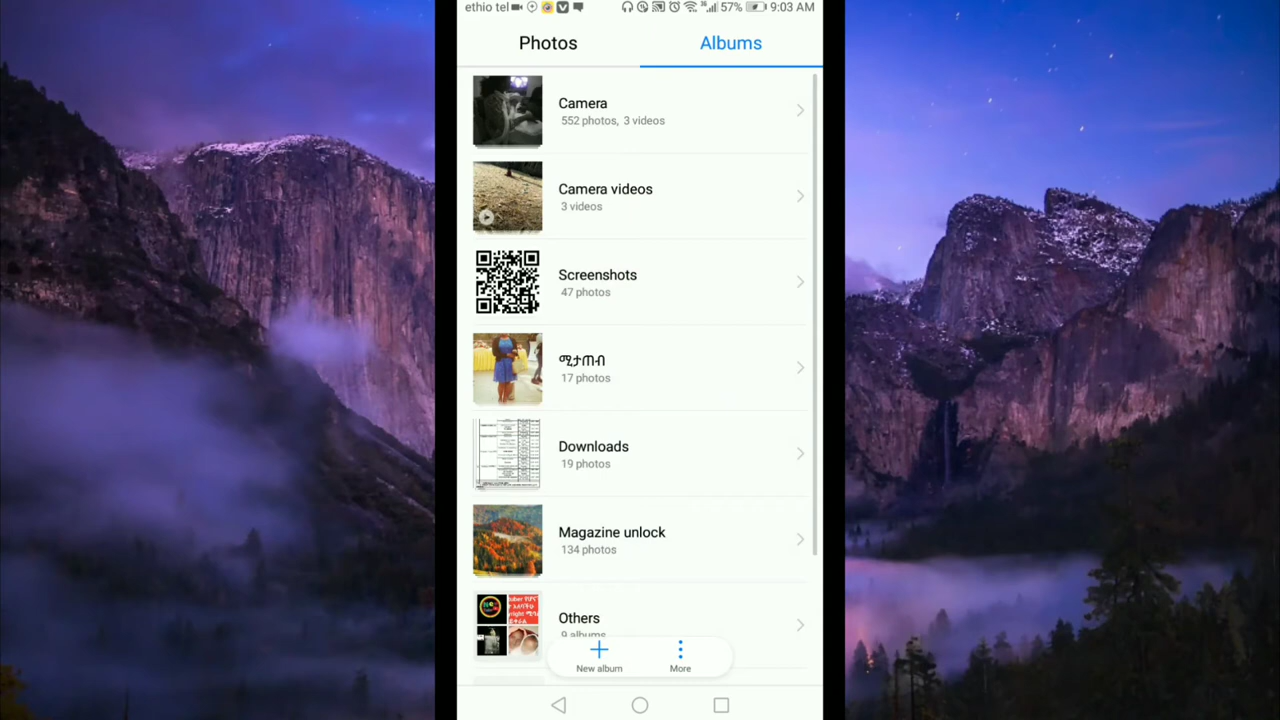 ethio tel 57% 9:03 AM
Photos Albums
Camera
552 photos, 3 videos
Camera videos
3 videos
Screenshots
47 photos
ሚታጠብ
17 photos
Downloads
19 photos
Magazine unlock
134 photos
Others
9 albums
New album More